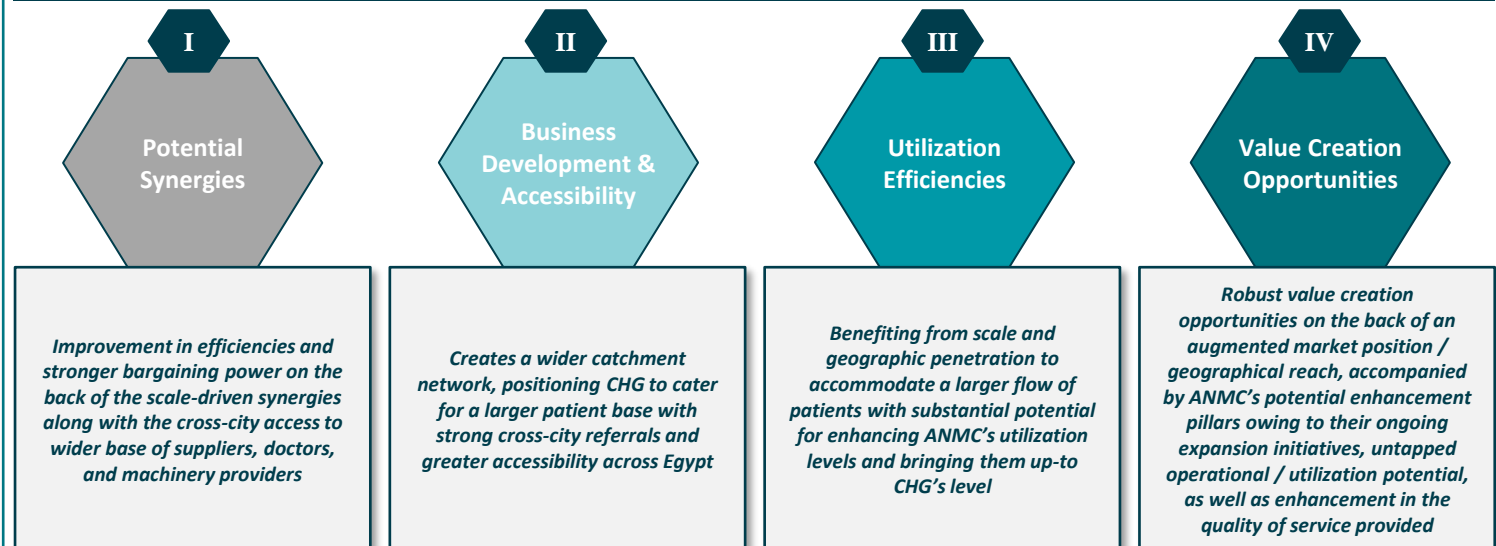 I
Potential
Synergies
Improvement in efficiencies and
stronger bargaining power on the
back of the scale-driven synergies
along with the cross-city access to
wider base of suppliers, doctors,
and machinery providers
II
Business
Development &
Accessibility
Creates a wider catchment
network, positioning CHG to cater
for a larger patient base with
strong cross-city referrals and
greater accessibility across Egypt
III
Utilization
Efficiencies
Benefiting from scale and
geographic penetration to
accommodate a larger flow of
patients with substantial potential
for enhancing ANMC's utilization
levels and bringing them up-to
CHG's level
IV
Value Creation
Opportunities
Robust value creation
opportunities on the back of an
augmented market position /
geographical reach, accompanied
by ANMC's potential enhancement
pillars owing to their ongoing
expansion initiatives, untapped
operational / utilization potential,
as well as enhancement in the
quality of service provided